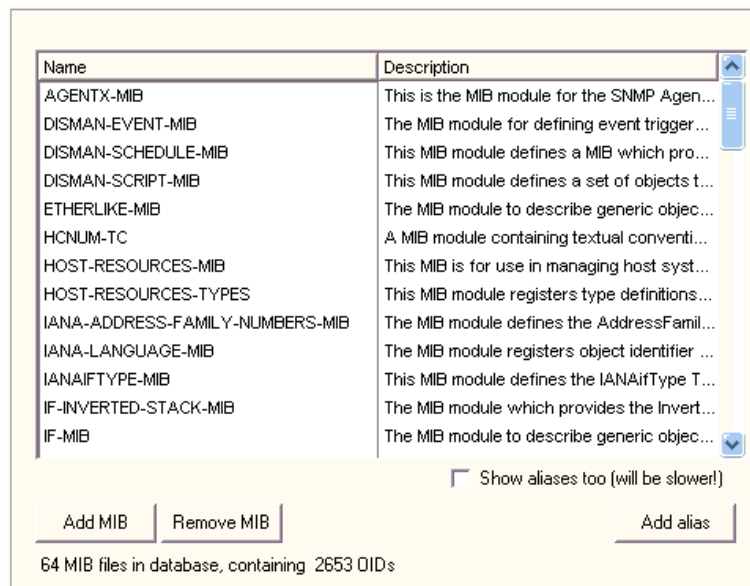 Name Description
AGENTX-MIB This is the MIB module for the SNMP Agen...
DISMAN-EVENT-MIB The MIB module for defining event trigger...
DISMAN-SCHEDULE-MIB This MIB module defines a MIB which pro...
DISMAN-SCRIPT-MIB This MIB module defines a set of objects t...
ETHERLIKE-MIB The MIB module to describe generic objec...
HCNUM-TC A MIB module containing textual conventi...
HOST-RESOURCES-MIB This MIB is for use in managing host syst...
HOST-RESOURCES-TYPES This MIB module registers type definitions...
IANA-ADDRESS-FAMILY-NUMBERS-MIB The MIB module defines the AddressFamil...
IANA-LANGUAGE-MIB The MIB module registers object identifier ...
IANAIFTYPE-MIB This MIB module defines the IANAifType T...
IF-INVERTED-STACK-MIB The MIB module which provides the Invert...
IF-MIB The MIB module to describe generic objec...
Show aliases too (will be slower!)
Add MIB Remove MIB Add alias
64 MIB files in database, containing 2653 OIDs